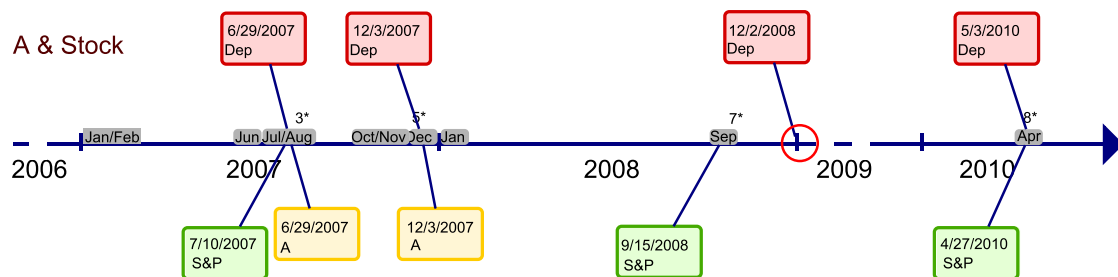 6/29/2007
Dep
12/3/2007
Dep
12/2/2008
Dep
5/3/2010
Dep
A & Stock
3*
5*
7*
8*
Jan/Feb
Jun
Jul/Aug
Oct/Nov
Dec
Jan
Sep
Apr
2006
2007
2008
2009
2010
7/10/2007
S&P
6/29/2007
A
12/3/2007
A
9/15/2008
S&P
4/27/2010
S&P